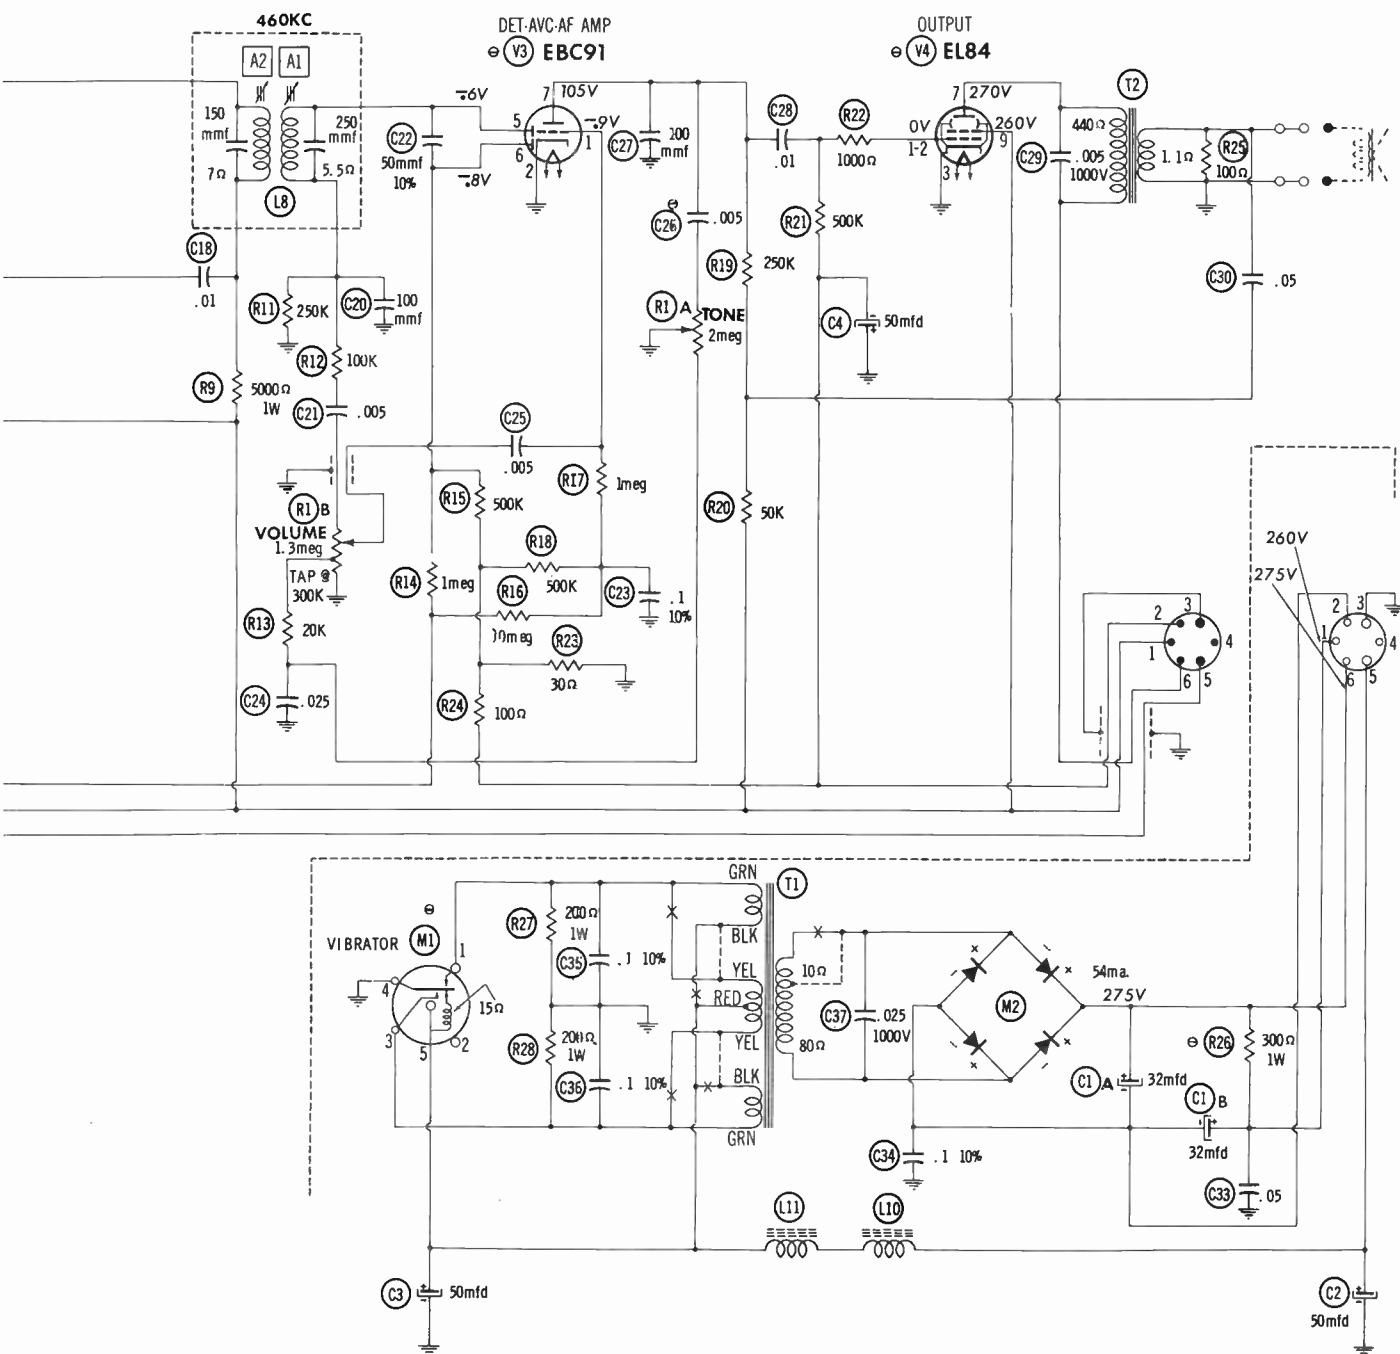 460KC
A2 A1
150 mmf
250 mmf
7Ω
5.5Ω
L8
DET-AVC-AF AMP
V3 EBC91
7 105V
-.6V
-.9V
5
6
1
2
-.8V
C22
50mmf
10%
C27
100 mmf
OUTPUT
V4 EL84
7 270V
0V
1-2
260V
9
3
C28
.01
R22
1000Ω
T2
440Ω
C29
.005
1000V
1.1Ω
R25
100Ω
C26
.005
R21
500K
R19
250K
C30
.05
C18
.01
R11
250K
C20
100 mmf
R12
100K
R1 A TONE
2meg
C4
50mfd
R9
5000Ω
1W
C21
.005
C25
.005
R17
1meg
R1 B
VOLUME
1.3meg
TAP @
300K
R15
500K
R20
50K
R18
500K
R14
1meg
R16
10meg
C23
.1
10%
R13
20K
R23
30Ω
C24
.025
R24
100Ω
260V
275V
2 3
1 4
6 5
2 3
1 4
6 5
VIBRATOR M1
1
4
15Ω
3
5
2
R27
200Ω
1W
C35
.1 10%
R28
200Ω
1W
C36
.1 10%
GRN
T1
BLK
YEL
RED
YEL
BLK
GRN
10Ω
80Ω
C37
.025
1000V
M2
54ma.
275V
R26
300Ω
1W
C1 A
32mfd
C1 B
32mfd
C34
.1 10%
C33
.05
L11
L10
C3
50mfd
C2
50mfd